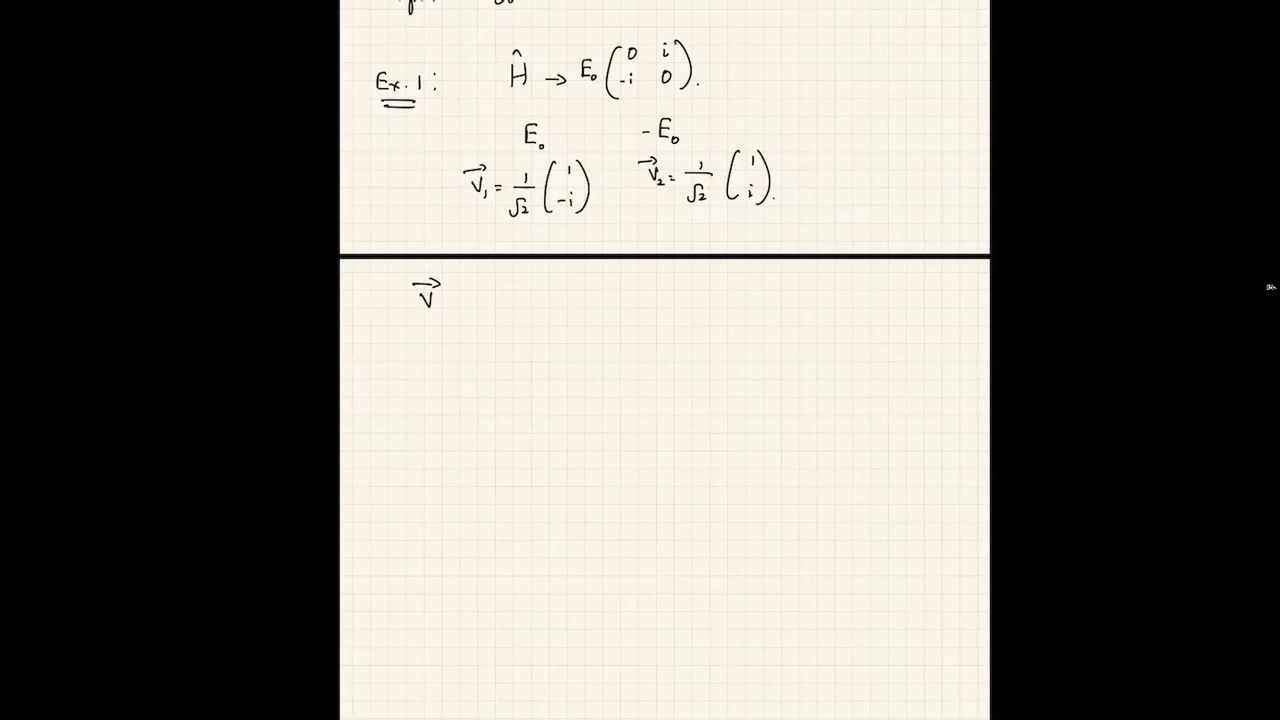 Ex. 1 : Ĥ → E₀ ( 0 i ; -i 0 ).
E₀ - E₀
v⃗₁ = 1/√2 ( 1 ; -i ) v⃗₂ = 1/√2 ( 1 ; i ).
v⃗